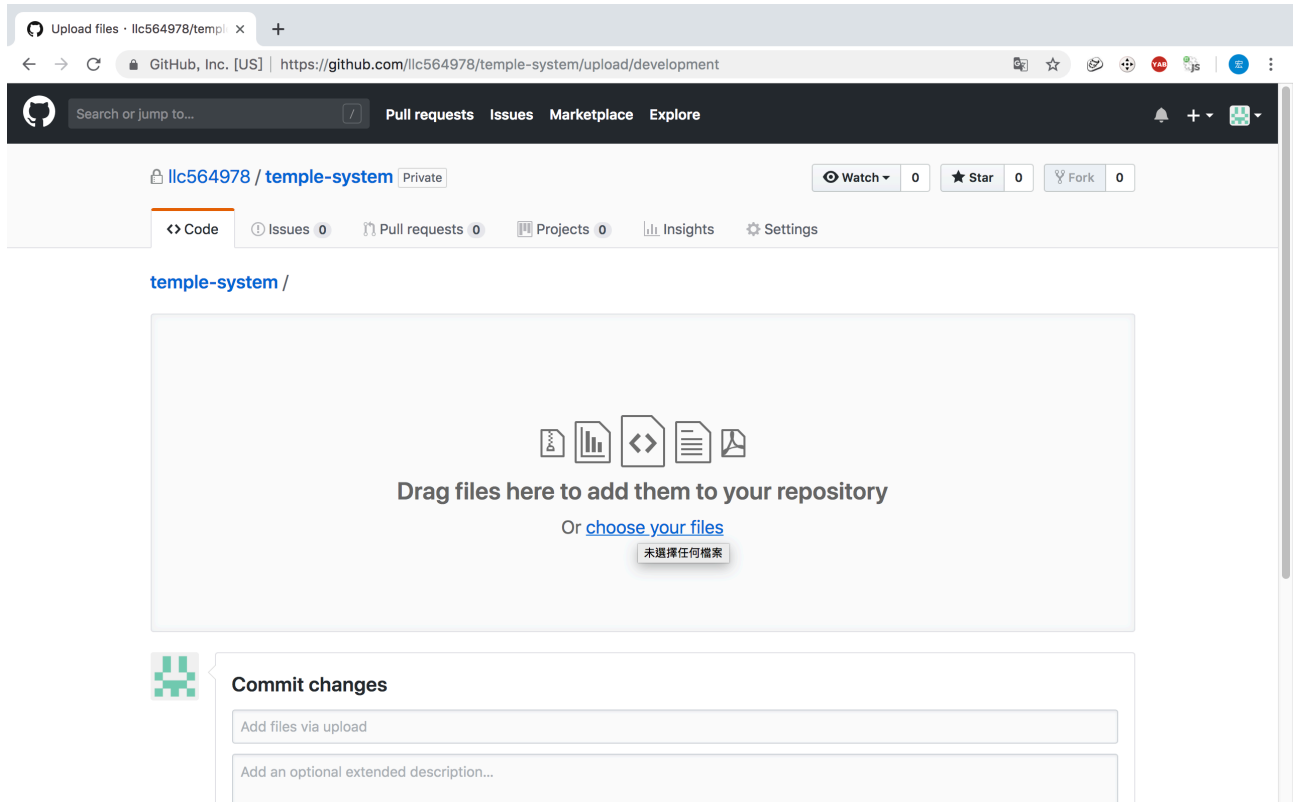 Upload files · llc564978/templ
GitHub, Inc. [US] | https://github.com/llc564978/temple-system/upload/development
YAB
js
宏
Search or jump to... /
Pull requests Issues Marketplace Explore
llc564978 / temple-system Private
Watch 0 Star 0 Fork 0
Code Issues 0 Pull requests 0 Projects 0 Insights Settings
temple-system /
Drag files here to add them to your repository
Or choose your files
未選擇任何檔案
Commit changes
Add files via upload
Add an optional extended description...